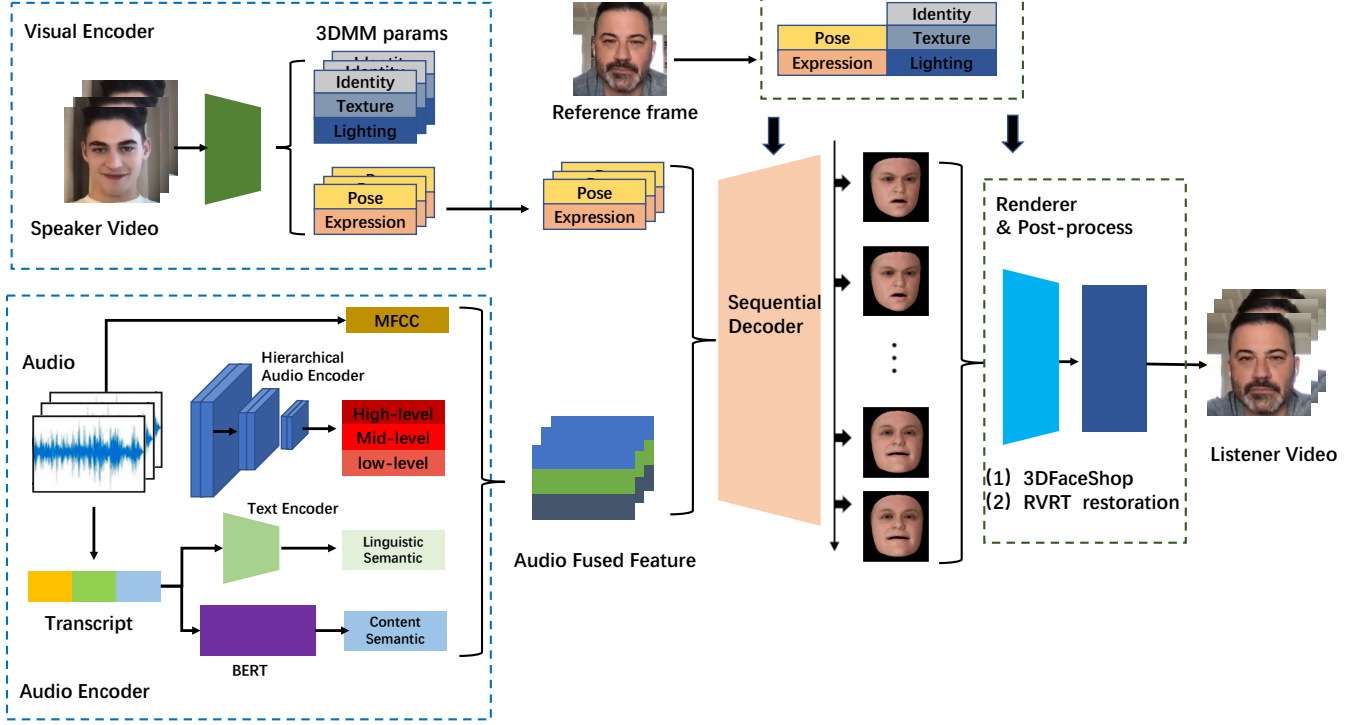 Visual Encoder
3DMM params
Identity
Identity
Identity
Texture
Lighting
Pose
Expression
Speaker Video
Reference frame
Identity
Pose
Texture
Expression
Lighting
Pose
Expression
Sequential
Decoder
Renderer
& Post-process
(1) 3DFaceShop
(2) RVRT restoration
Listener Video
MFCC
Audio
Hierarchical
Audio Encoder
High-level
Mid-level
low-level
Text Encoder
Linguistic
Semantic
Audio Fused Feature
Transcript
Content
Semantic
BERT
Audio Encoder